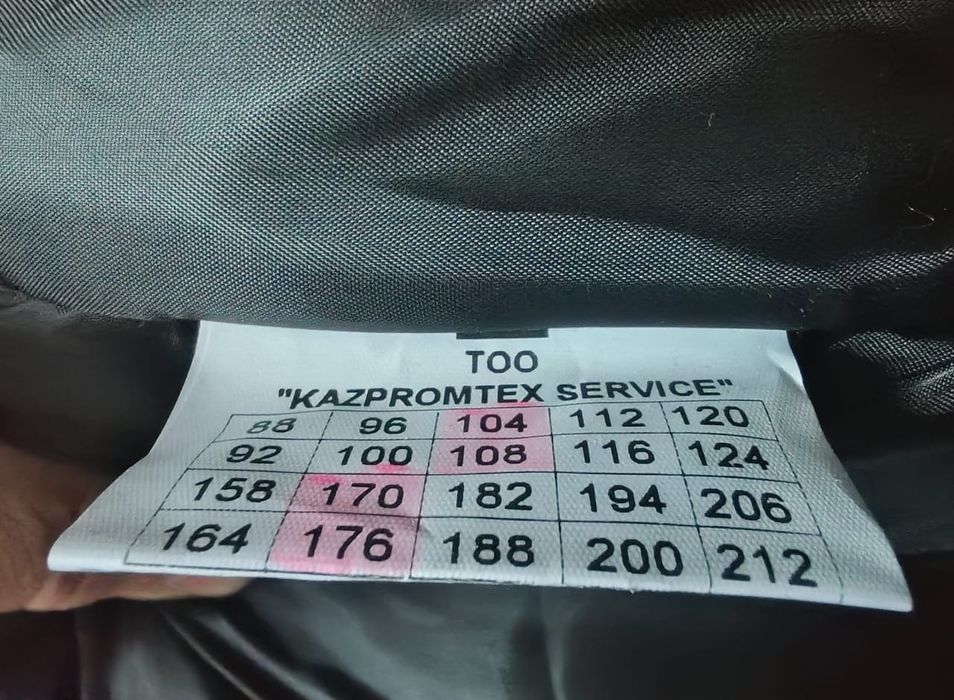 ТОО
"KAZPROMTEX SERVICE"
88 96 104 112 120
92 100 108 116 124
158 170 182 194 206
164 176 188 200 212